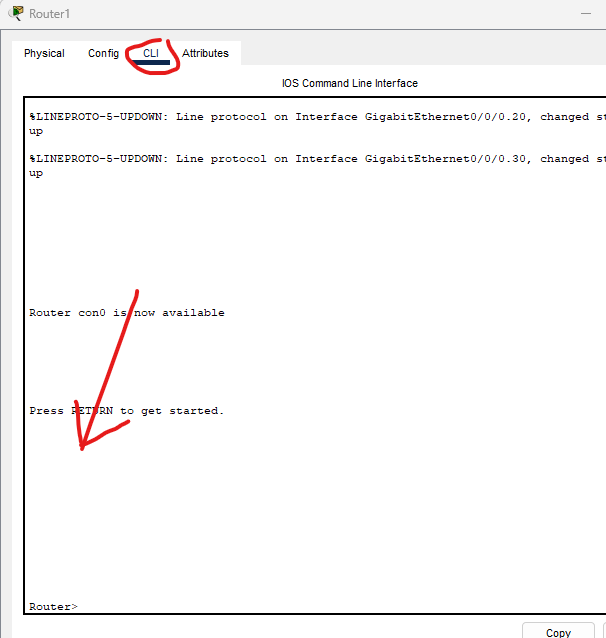 Router1
Physical Config CLI Attributes
IOS Command Line Interface
%LINEPROTO-5-UPDOWN: Line protocol on Interface GigabitEthernet0/0/0.20, changed st
up
%LINEPROTO-5-UPDOWN: Line protocol on Interface GigabitEthernet0/0/0.30, changed st
up
Router con0 is now available
Press RETURN to get started.
Router>
Copy